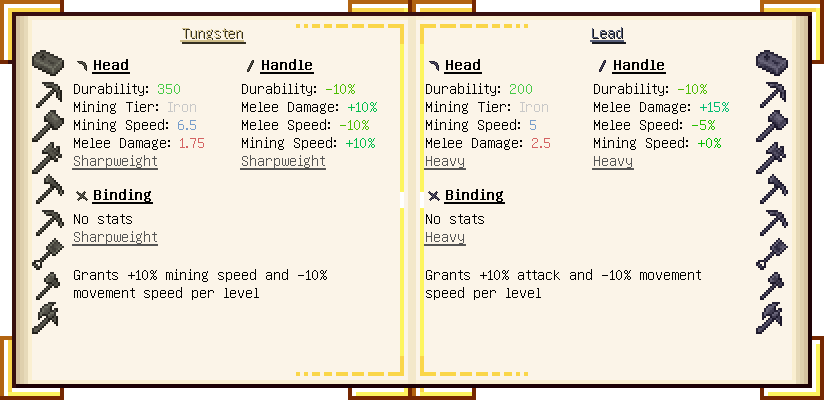 Tungsten
Head
Durability: 350
Mining Tier: Iron
Mining Speed: 6.5
Melee Damage: 1.75
Sharpweight
Handle
Durability: -10%
Melee Damage: +10%
Melee Speed: -10%
Mining Speed: +10%
Sharpweight
Binding
No stats
Sharpweight
Grants +10% mining speed and -10%
movement speed per level
Lead
Head
Durability: 200
Mining Tier: Iron
Mining Speed: 5
Melee Damage: 2.5
Heavy
Handle
Durability: -10%
Melee Damage: +15%
Melee Speed: -5%
Mining Speed: +0%
Heavy
Binding
No stats
Heavy
Grants +10% attack and -10% movement
speed per level